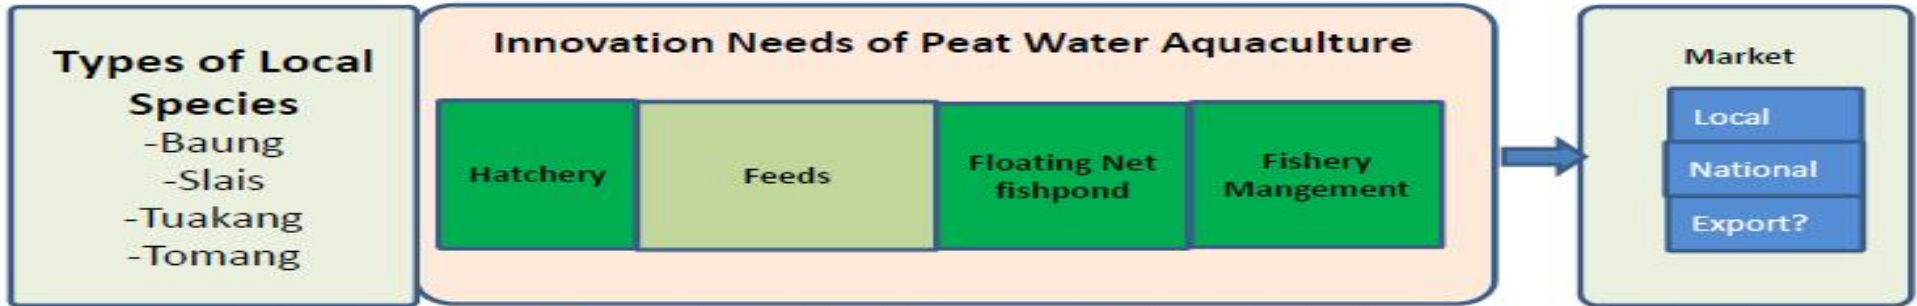 Types of Local
Species
-Baung
-Slais
-Tuakang
-Tomang
Innovation Needs of Peat Water Aquaculture
Hatchery
Feeds
Floating Net
fishpond
Fishery
Mangement
Market
Local
National
Export?